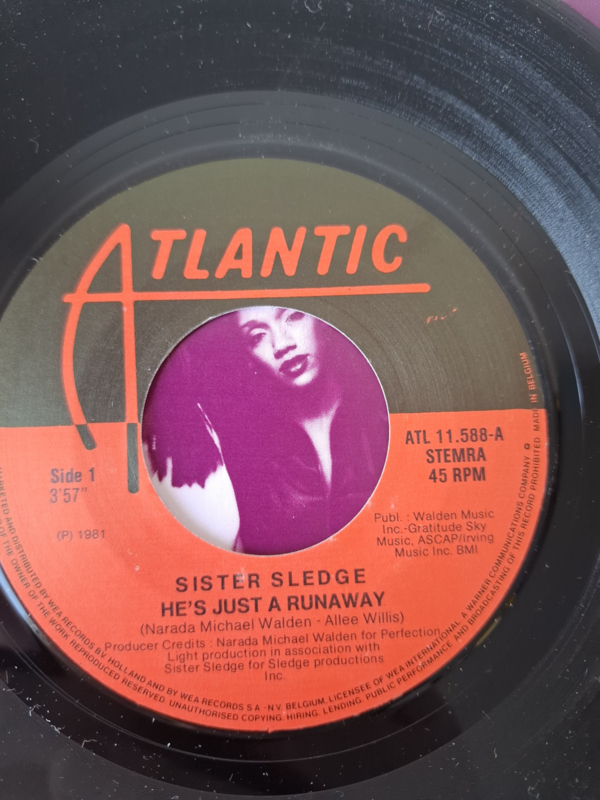 ATLANTIC
ATL 11.588-A
STEMRA
45 RPM
Side 1
3'57"
(P) 1981
Publ. : Walden Music
Inc.-Gratitude Sky
Music, ASCAP/irving
Music Inc. BMI
SISTER SLEDGE
HE'S JUST A RUNAWAY
(Narada Michael Walden - Allee Willis)
Producer Credits : Narada Michael Walden for Perfection
Light production in association with
Sister Sledge for Sledge productions
Inc.
MARKETED AND DISTRIBUTED BY WEA RECORDS B.V. HOLLAND AND BY WEA RECORDS S.A - N.V. BELGIUM, LICENSEE OF WEA INTERNATIONAL, A WARNER COMMUNICATIONS COMPANY
OF THE OWNER OF THE WORK REPRODUCED RESERVED. UNAUTHORISED COPYING, HIRING, LENDING, PUBLIC PERFORMANCE AND BROADCASTING OF THIS RECORD PROHIBITED. MADE IN BELGIUM